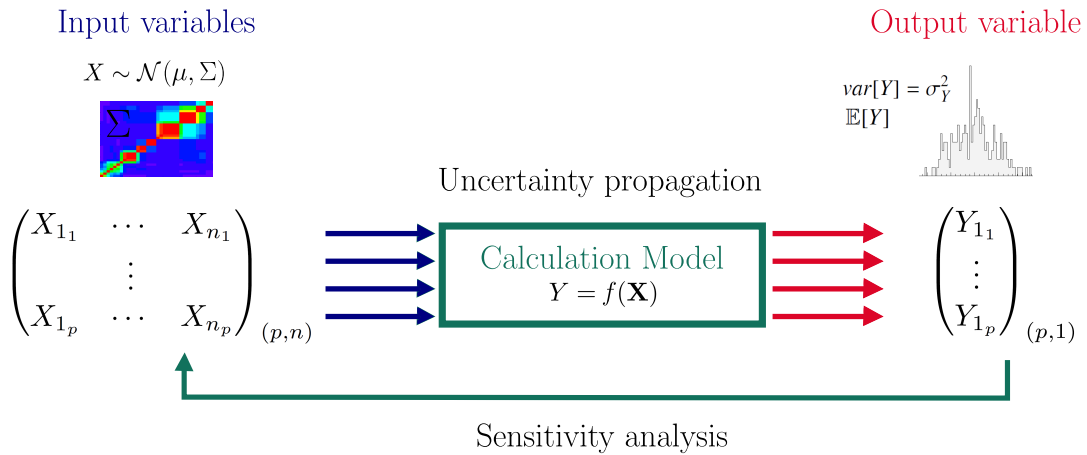 Input variables
Output variable
X ∼ 𝒩(μ, Σ)
Σ
var[Y] = σ_Y^2
𝔼[Y]
Uncertainty propagation
X_{1_1} ⋯ X_{n_1}
⋮
X_{1_p} ⋯ X_{n_p}
(p,n)
Calculation Model
Y = f(𝐗)
Y_{1_1}
⋮
Y_{1_p}
(p,1)
Sensitivity analysis